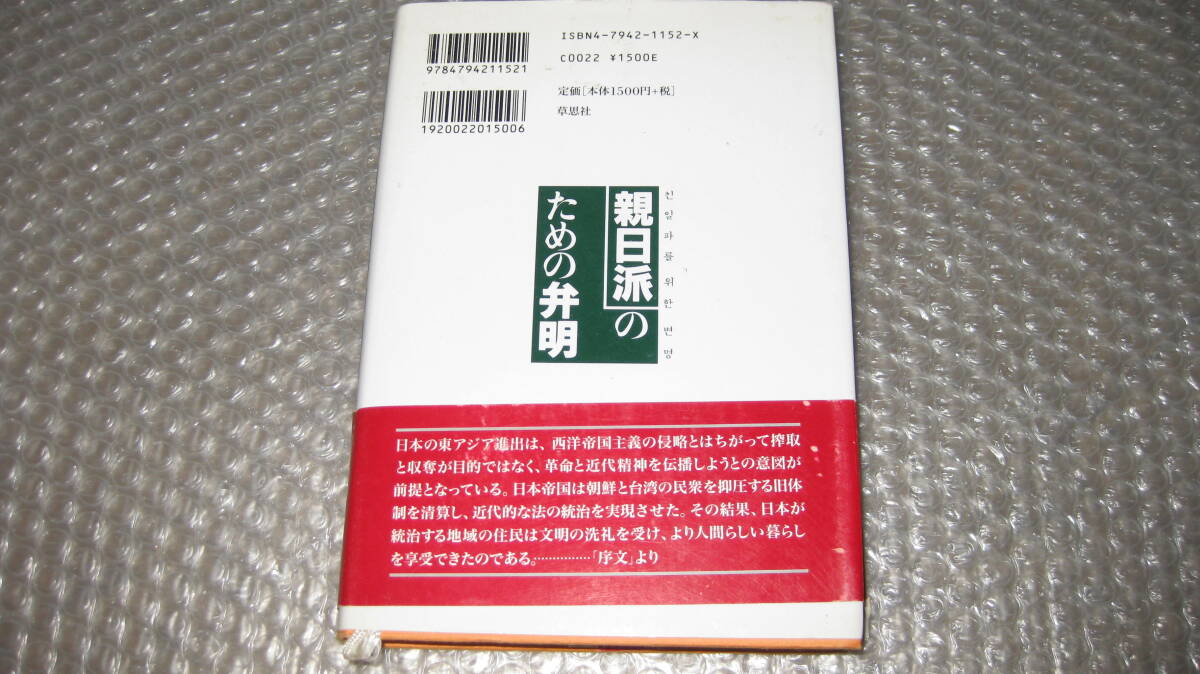 ISBN4-7942-1152-X
C0022 ¥1500E
9784794211521
定価[本体1500円+税]
草思社
1920022015006
친일파를 위한 변명
親日派の
ための弁明
日本の東アジア進出は、西洋帝国主義の侵略とはちがって搾取
と収奪が目的ではなく、革命と近代精神を伝播しようとの意図が
前提となっている。日本帝国は朝鮮と台湾の民衆を抑圧する旧体
制を清算し、近代的な法の統治を実現させた。その結果、日本が
統治する地域の住民は文明の洗礼を受け、より人間らしい暮らし
を享受できたのである。……………「序文」より